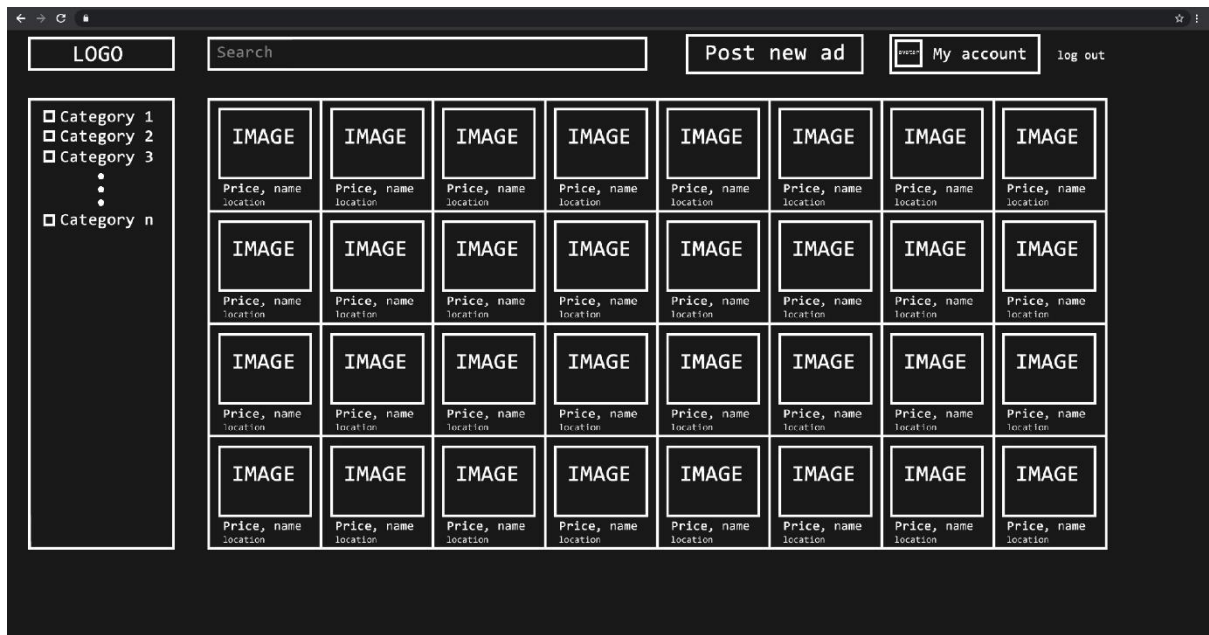 LOGO
Search
Post new ad
avatar
My account
log out
Category 1
Category 2
Category 3
Category n
IMAGE IMAGE IMAGE IMAGE IMAGE IMAGE IMAGE IMAGE
Price, name Price, name Price, name Price, name Price, name Price, name Price, name Price, name
location location location location location location location location
IMAGE IMAGE IMAGE IMAGE IMAGE IMAGE IMAGE IMAGE
Price, name Price, name Price, name Price, name Price, name Price, name Price, name Price, name
location location location location location location location location
IMAGE IMAGE IMAGE IMAGE IMAGE IMAGE IMAGE IMAGE
Price, name Price, name Price, name Price, name Price, name Price, name Price, name Price, name
location location location location location location location location
IMAGE IMAGE IMAGE IMAGE IMAGE IMAGE IMAGE IMAGE
Price, name Price, name Price, name Price, name Price, name Price, name Price, name Price, name
location location location location location location location location